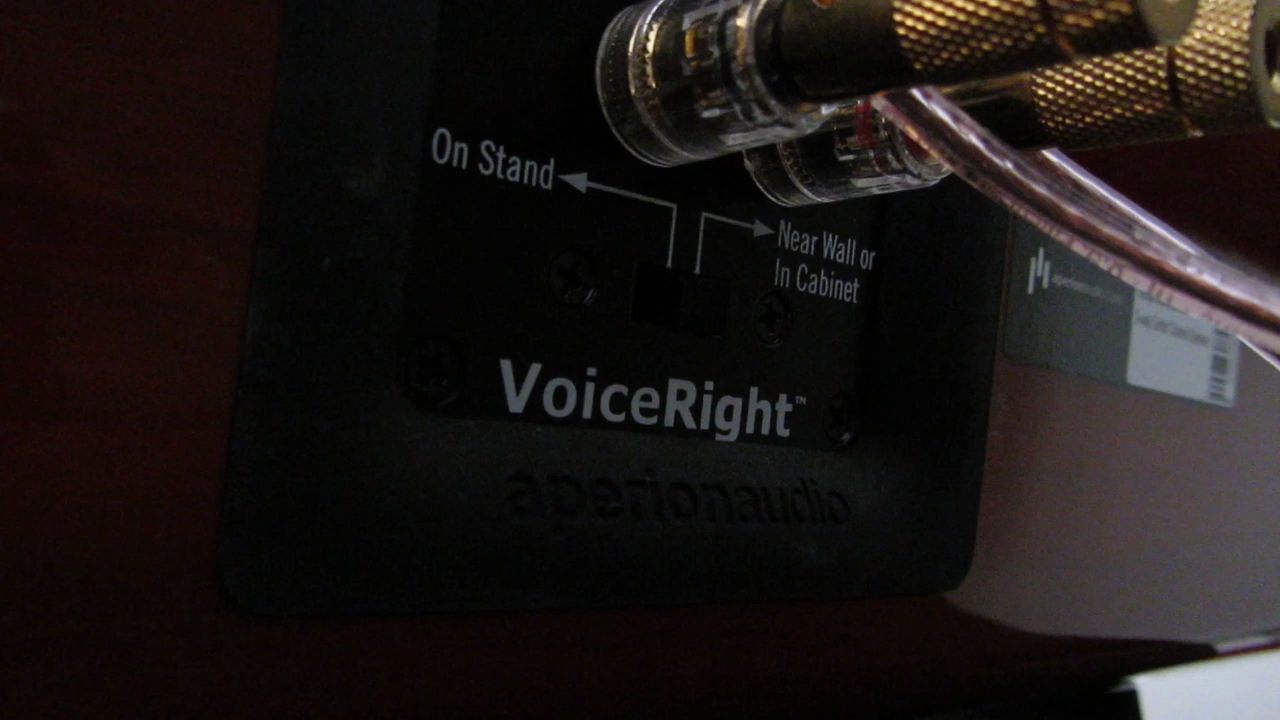 On Stand
Near Wall or
In Cabinet
VoiceRight™
aperionaudio